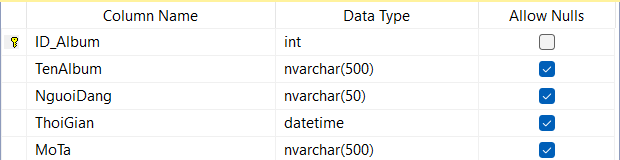 Column Name Data Type Allow Nulls
ID_Album int
TenAlbum nvarchar(500)
NguoiDang nvarchar(50)
ThoiGian datetime
MoTa nvarchar(500)